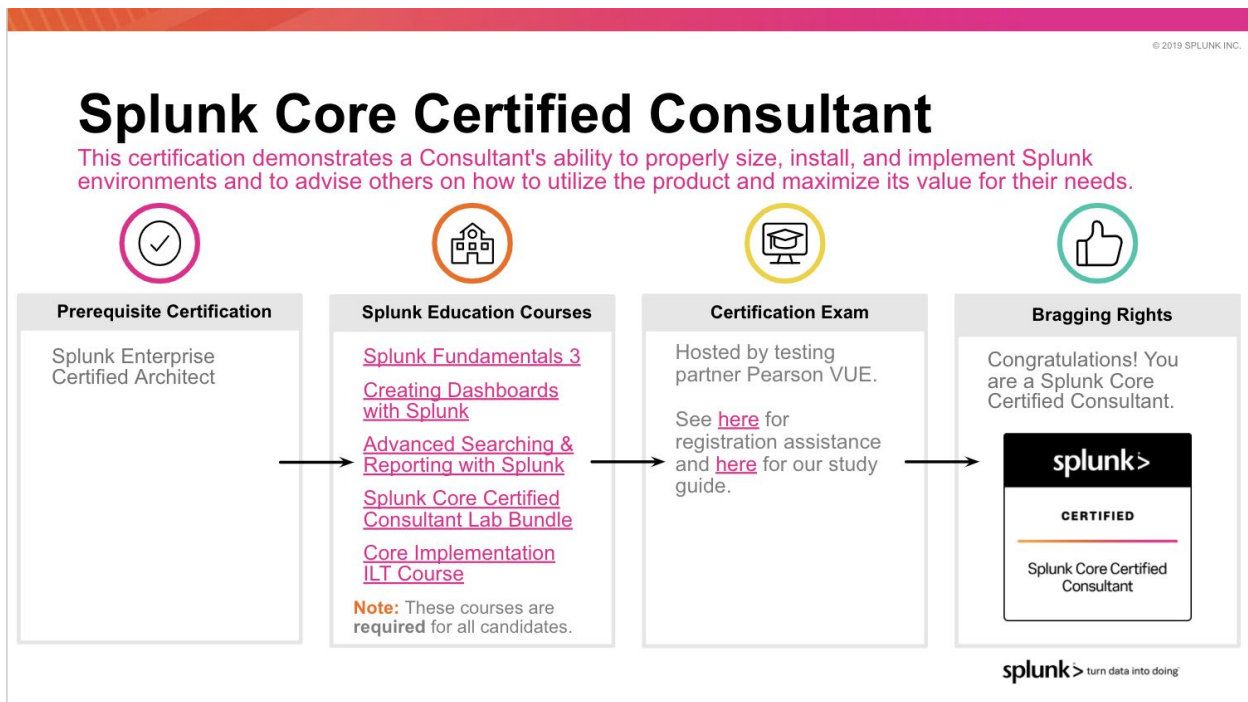 © 2019 SPLUNK INC.
Splunk Core Certified Consultant
This certification demonstrates a Consultant's ability to properly size, install, and implement Splunk
environments and to advise others on how to utilize the product and maximize its value for their needs.
Prerequisite Certification
Splunk Enterprise
Certified Architect
Splunk Education Courses
Splunk Fundamentals 3
Creating Dashboards
with Splunk
Advanced Searching &
Reporting with Splunk
Splunk Core Certified
Consultant Lab Bundle
Core Implementation
ILT Course
Note: These courses are
required for all candidates.
Certification Exam
Hosted by testing
partner Pearson VUE.
See here for
registration assistance
and here for our study
guide.
Bragging Rights
Congratulations! You
are a Splunk Core
Certified Consultant.
splunk>
CERTIFIED
Splunk Core Certified
Consultant
splunk> turn data into doing